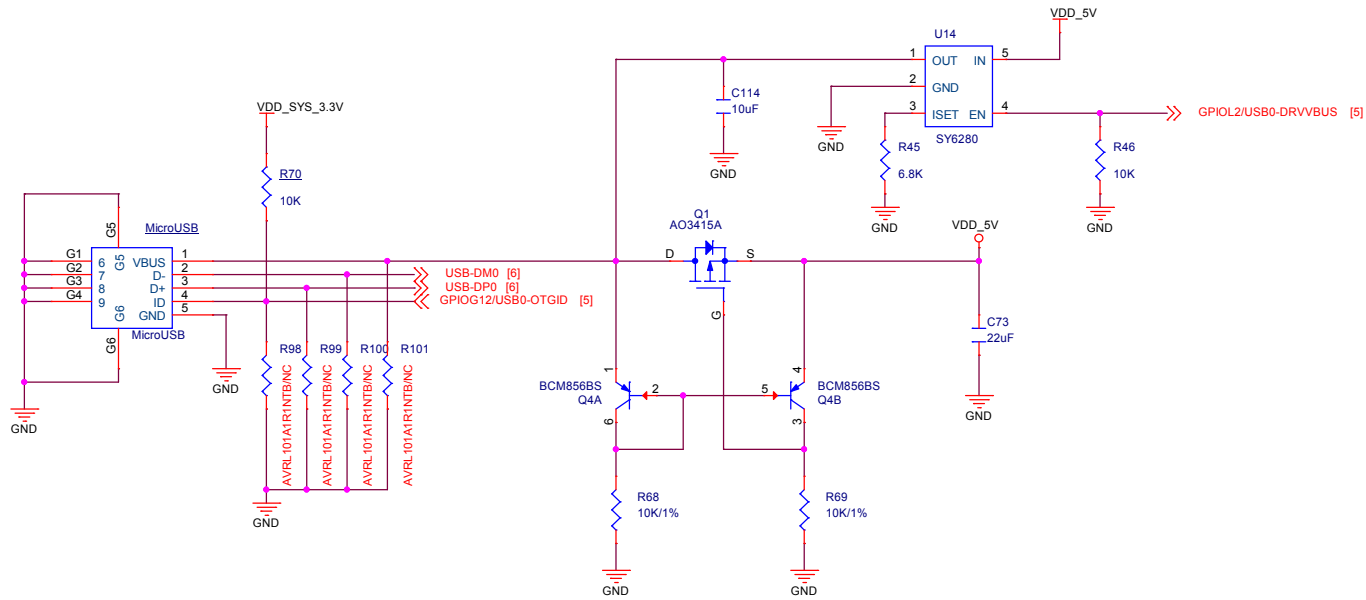 VDD_5V
U14
1 OUT IN 5
2 GND
3 ISET EN 4
SY6280
GPIOL2/USB0-DRVVBUS [5]
C114
10uF
GND
GND
R45
6.8K
GND
R46
10K
GND
VDD_SYS_3.3V
R70
10K
MicroUSB
G5
G1 6 G5 VBUS 1
G2 7 D- 2
G3 8 D+ 3
G4 9 ID 4
G6 GND 5
MicroUSB
G6
GND
GND
USB-DM0 [6]
USB-DP0 [6]
GPIOG12/USB0-OTGID [5]
R98
R99
R100
R101
AVRL101A1R1NTB/NC
AVRL101A1R1NTB/NC
AVRL101A1R1NTB/NC
AVRL101A1R1NTB/NC
GND
Q1
AO3415A
D
S
G
VDD_5V
C73
22uF
GND
1
BCM856BS
Q4A
2
6
4
5
BCM856BS
Q4B
3
R68
10K/1%
GND
R69
10K/1%
GND